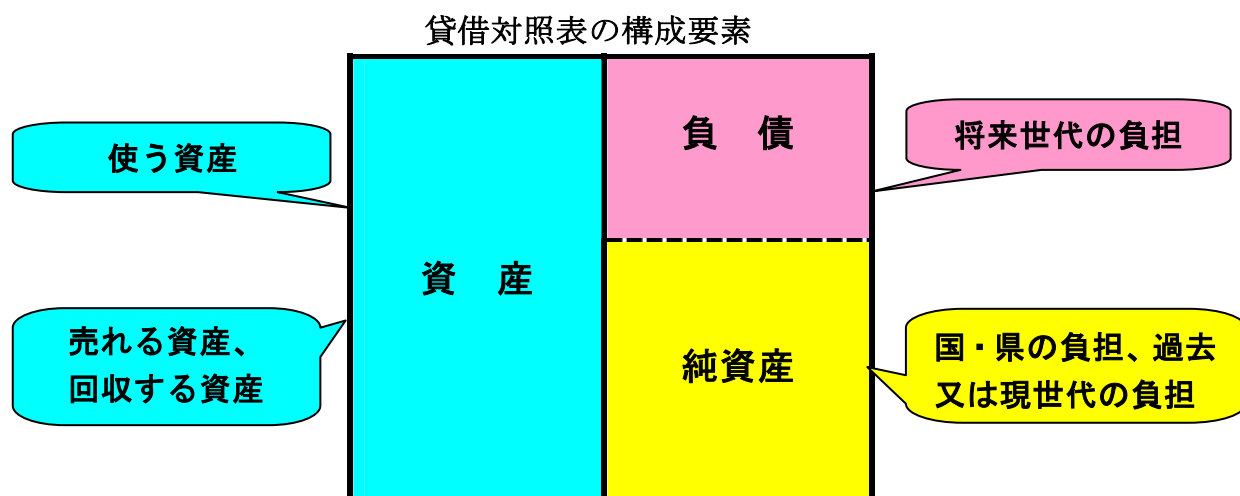 貸借対照表の構成要素
使う資産
売れる資産、
回収する資産
資　産
負　債
純資産
将来世代の負担
国・県の負担、過去
又は現世代の負担